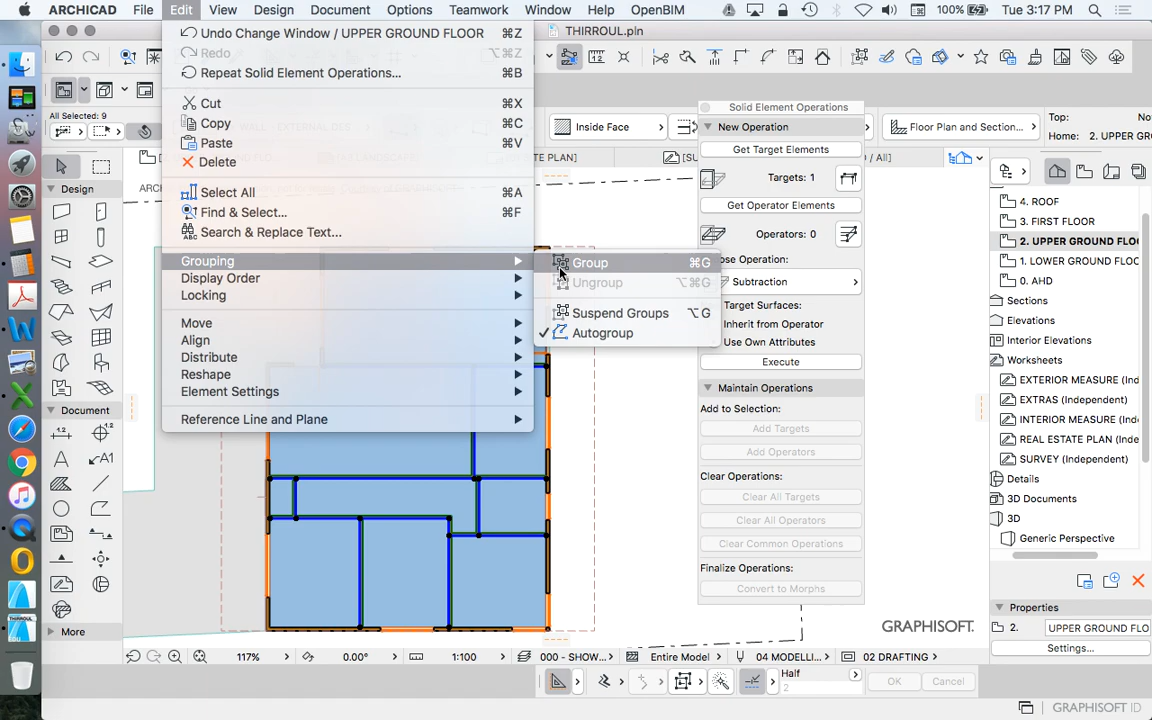 ARCHICAD File Edit View Design Document Options Teamwork Window Help OpenBIM 100% Tue 3:17 PM
THIRROUL.pln
Undo Change Window / UPPER GROUND FLOOR ⌘Z
Redo ⌥⌘Z
Repeat Solid Element Operations... ⌘B
Cut ⌘X
Copy ⌘C
Paste ⌘V
Delete
Select All ⌘A
Find & Select... ⌘F
Search & Replace Text...
Grouping
Display Order
Locking
Move
Align
Distribute
Reshape
Element Settings
Reference Line and Plane
Group ⌘G
Ungroup ⌥⌘G
Suspend Groups ⌥G
Autogroup
All Selected: 9
Inside Face
Floor Plan and Section...
Top: No
Home: 2. UPPER GR
E PLAN]
[SU
/ All]
ARC
Design
Document
More
Solid Element Operations
New Operation
Get Target Elements
Targets: 1
Get Operator Elements
Operators: 0
ose Operation:
Subtraction
Target Surfaces:
Inherit from Operator
Use Own Attributes
Execute
Maintain Operations
Add to Selection:
Add Targets
Add Operators
Clear Operations:
Clear All Targets
Clear All Operators
Clear Common Operations
Finalize Operations:
Convert to Morphs
4. ROOF
3. FIRST FLOOR
2. UPPER GROUND FLO
1. LOWER GROUND FLO
0. AHD
Sections
Elevations
Interior Elevations
Worksheets
EXTERIOR MEASURE (Ind
EXTRAS (Independent)
INTERIOR MEASURE (Ind
REAL ESTATE PLAN (Inde
SURVEY (Independent)
Details
3D Documents
3D
Generic Perspective
Properties
2. UPPER GROUND FLO
Settings...
GRAPHISOFT.
117% 0.00° 1:100 000 - SHOW... Entire Model 04 MODELLI... 02 DRAFTING
Half
2
OK Cancel
GRAPHISOFT ID